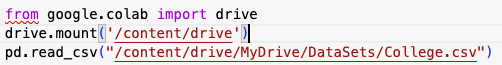 from google.colab import drive
drive.mount('/content/drive')
pd.read_csv("/content/drive/MyDrive/DataSets/College.csv")